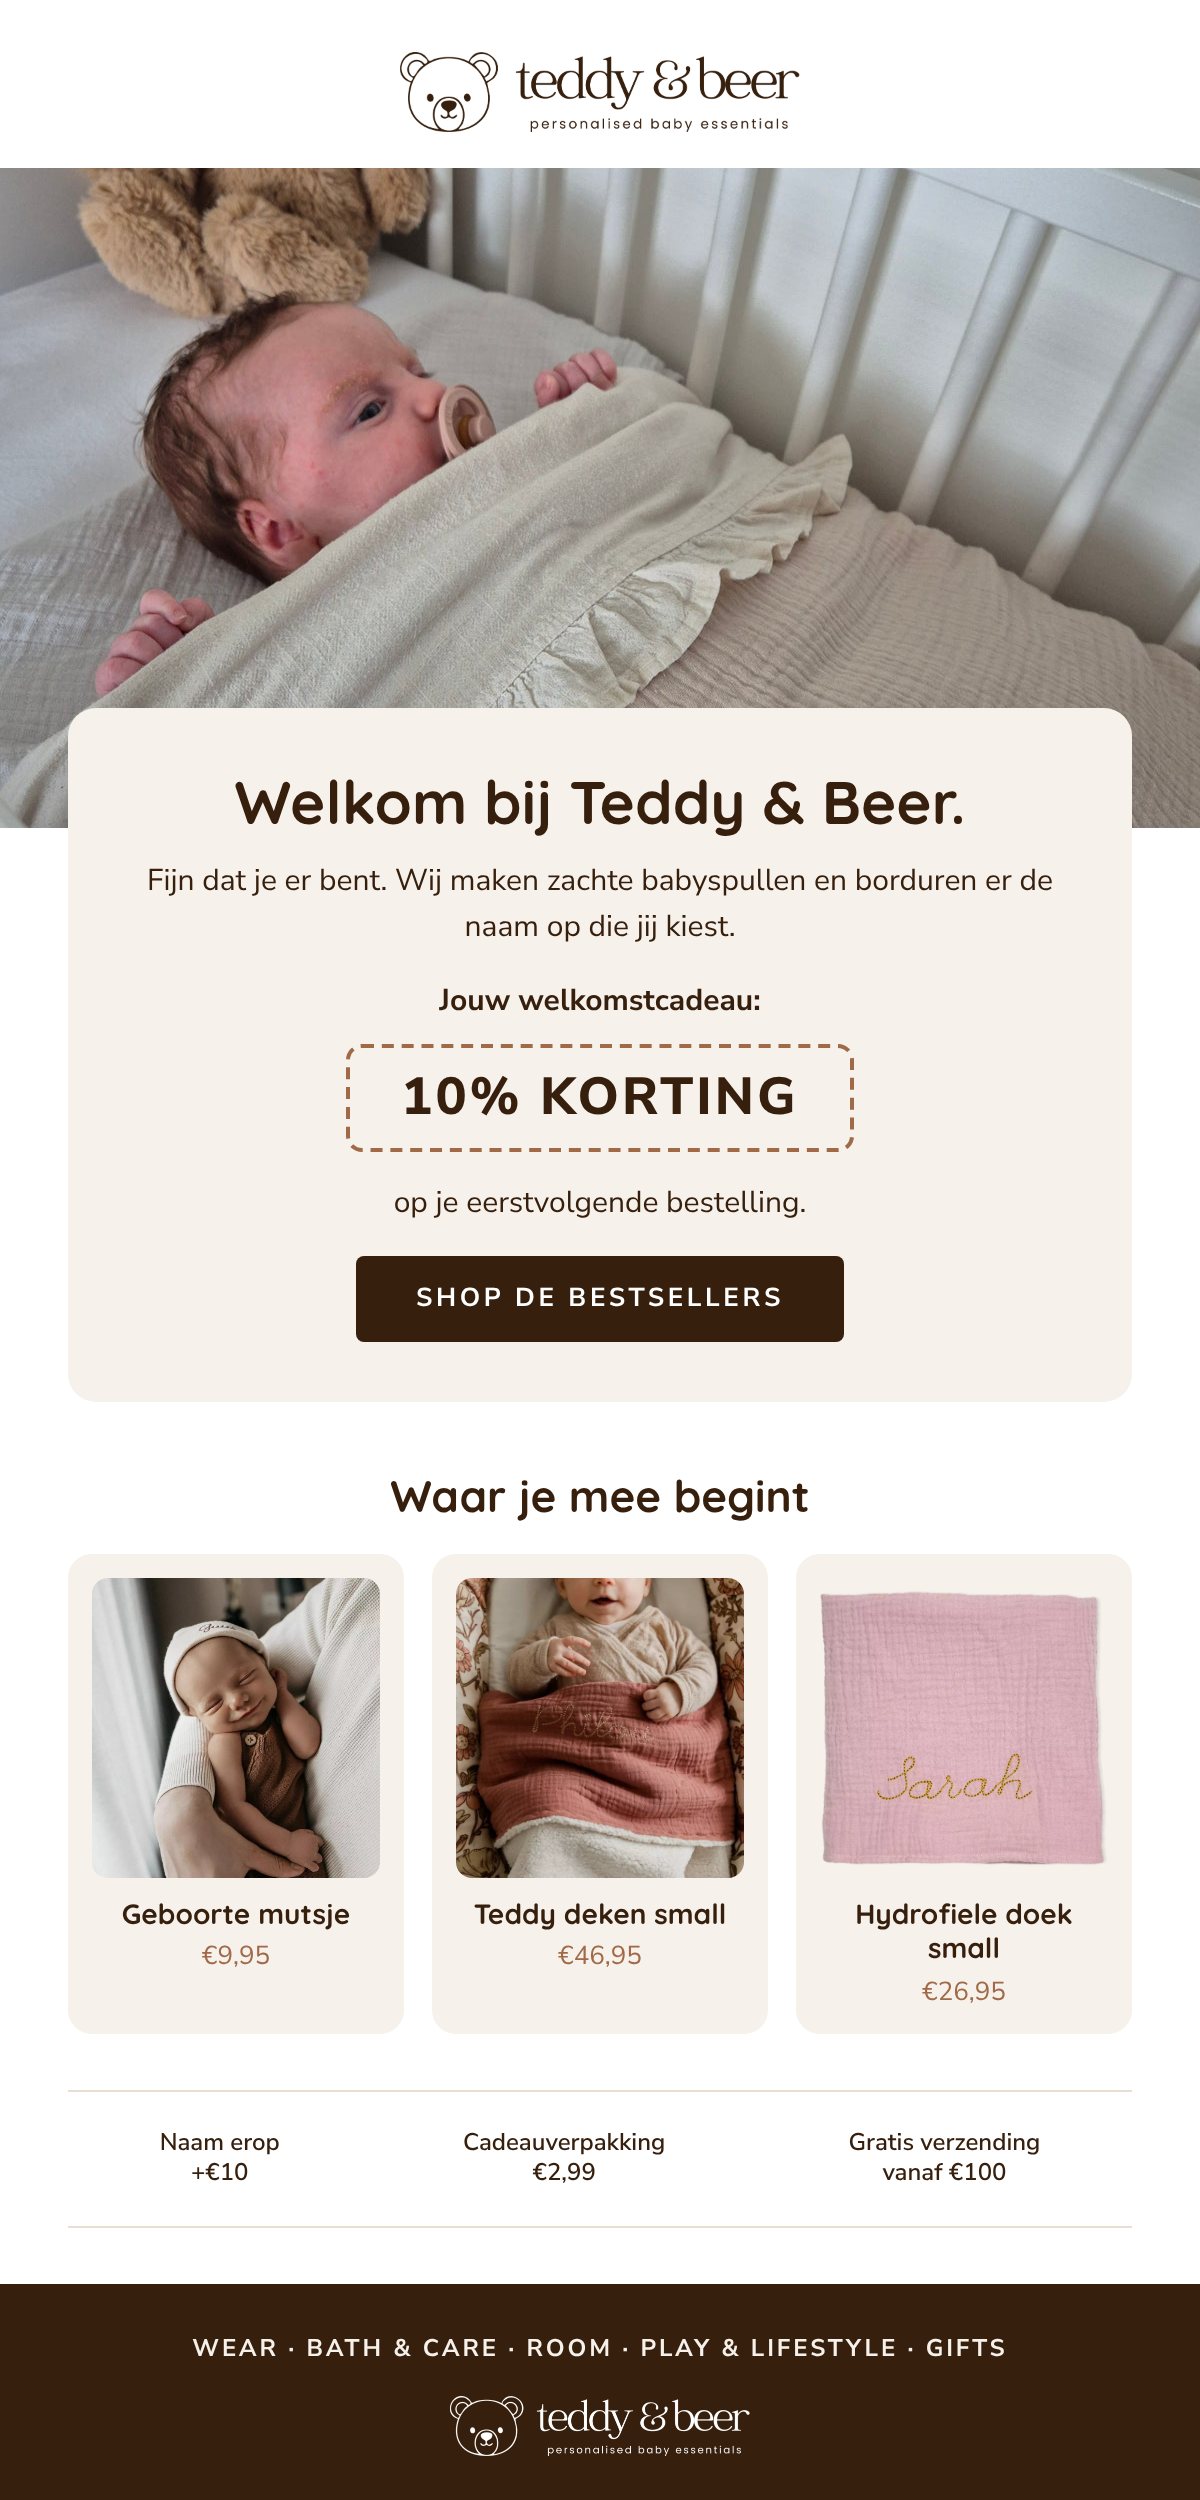 teddy & beer
personalised baby essentials
Welkom bij Teddy & Beer.
Fijn dat je er bent. Wij maken zachte babyspullen en borduren er de
naam op die jij kiest.
Jouw welkomstcadeau:
10% KORTING
op je eerstvolgende bestelling.
SHOP DE BESTSELLERS
Waar je mee begint
Sarah
Geboorte mutsje
€9,95
Teddy deken small
€46,95
Hydrofiele doek
small
€26,95
Naam erop
+€10
Cadeauverpakking
€2,99
Gratis verzending
vanaf €100
WEAR · BATH & CARE · ROOM · PLAY & LIFESTYLE · GIFTS
teddy & beer
personalised baby essentials